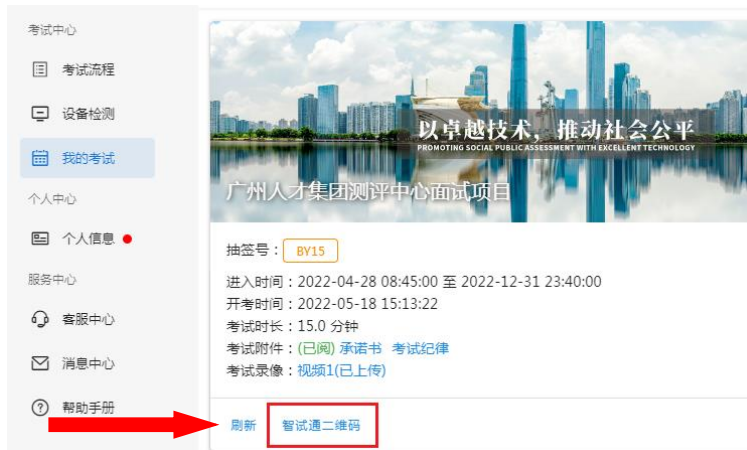 考试中心
考试流程
设备检测
我的考试
个人中心
个人信息
服务中心
客服中心
消息中心
帮助手册
以卓越技术，推动社会公平
PROMOTING SOCIAL PUBLIC ASSESSMENT WITH EXCELLENT TECHNOLOGY
广州人才集团测评中心面试项目
抽签号： BY15
进入时间：2022-04-28 08:45:00 至 2022-12-31 23:40:00
开考时间：2022-05-18 15:13:22
考试时长：15.0 分钟
考试附件：(已阅) 承诺书 考试纪律
考试录像：视频1(已上传)
刷新 智试通二维码